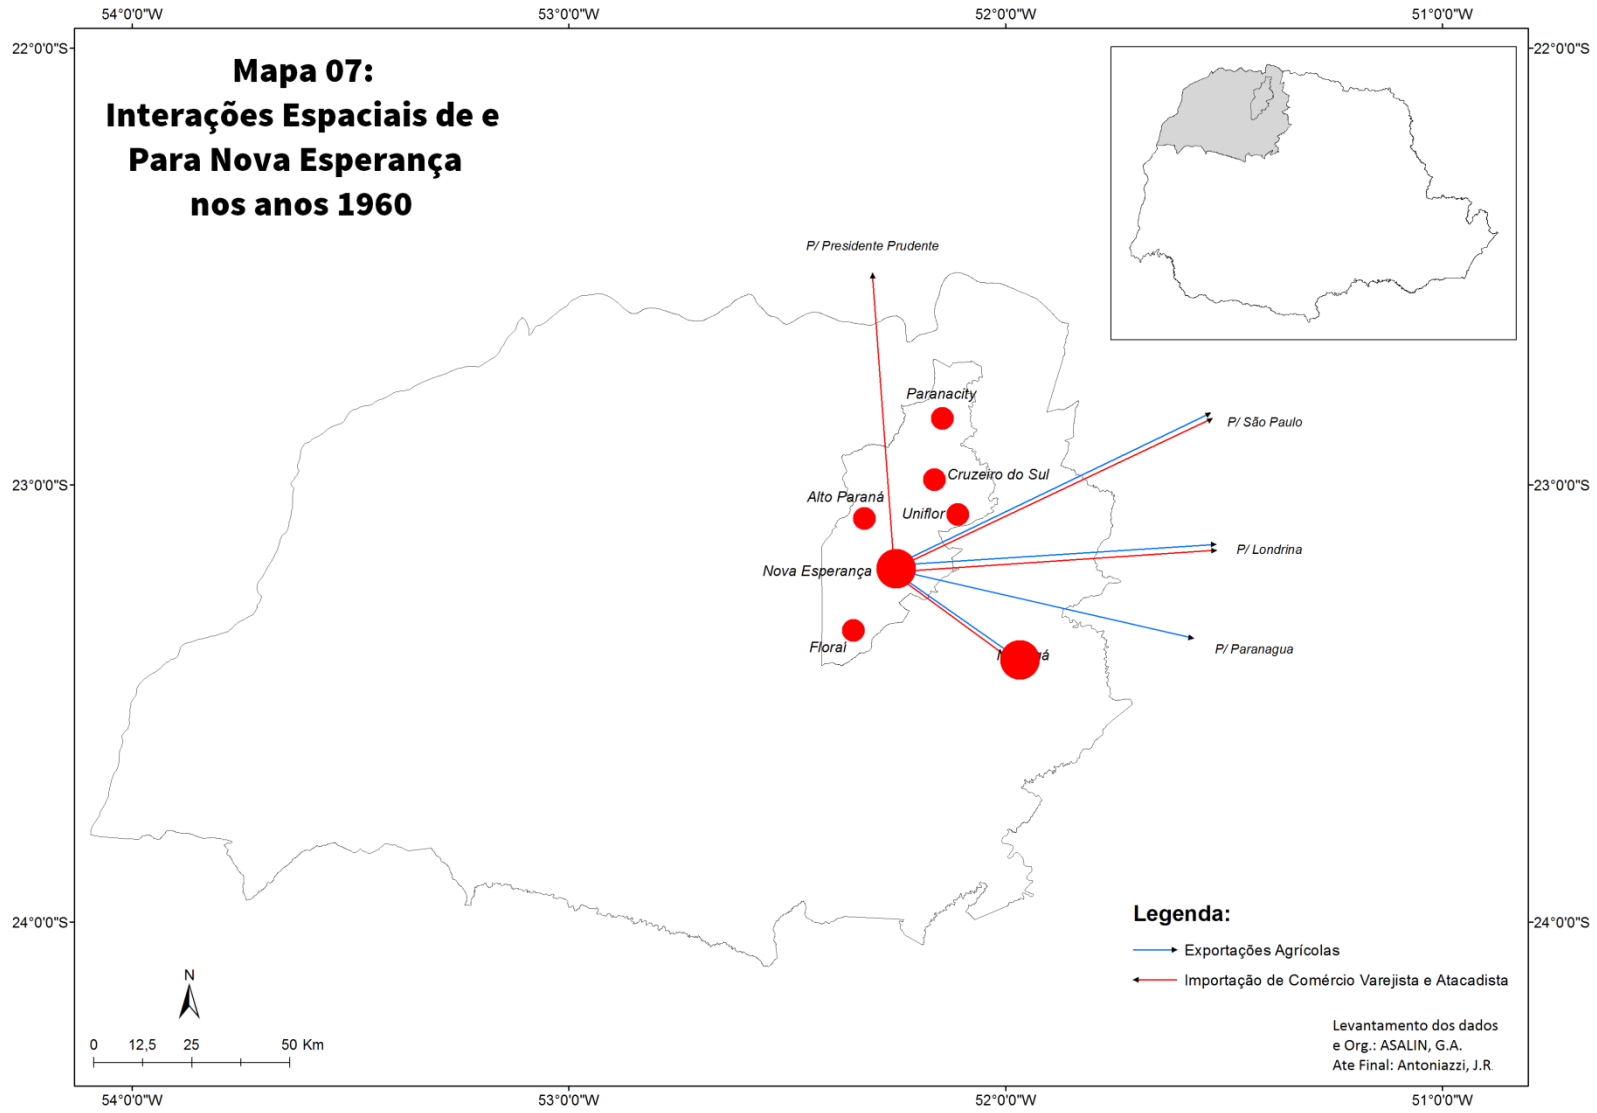 54°0'0"W 53°0'0"W 52°0'0"W 51°0'0"W
22°0'0"S 22°0'0"S
Mapa 07:
Interações Espaciais de e
Para Nova Esperança
nos anos 1960
P/ Presidente Prudente
Paranacity
P/ São Paulo
Cruzeiro do Sul
23°0'0"S 23°0'0"S
Alto Paraná
Uniflor
P/ Londrina
Nova Esperança
Floraí
P/ Paranagua
Legenda:
24°0'0"S 24°0'0"S
Exportações Agrícolas
Importação de Comércio Varejista e Atacadista
N
Levantamento dos dados
e Org.: ASALIN, G.A.
Ate Final: Antoniazzi, J.R
0 12,5 25 50 Km
54°0'0"W 53°0'0"W 52°0'0"W 51°0'0"W